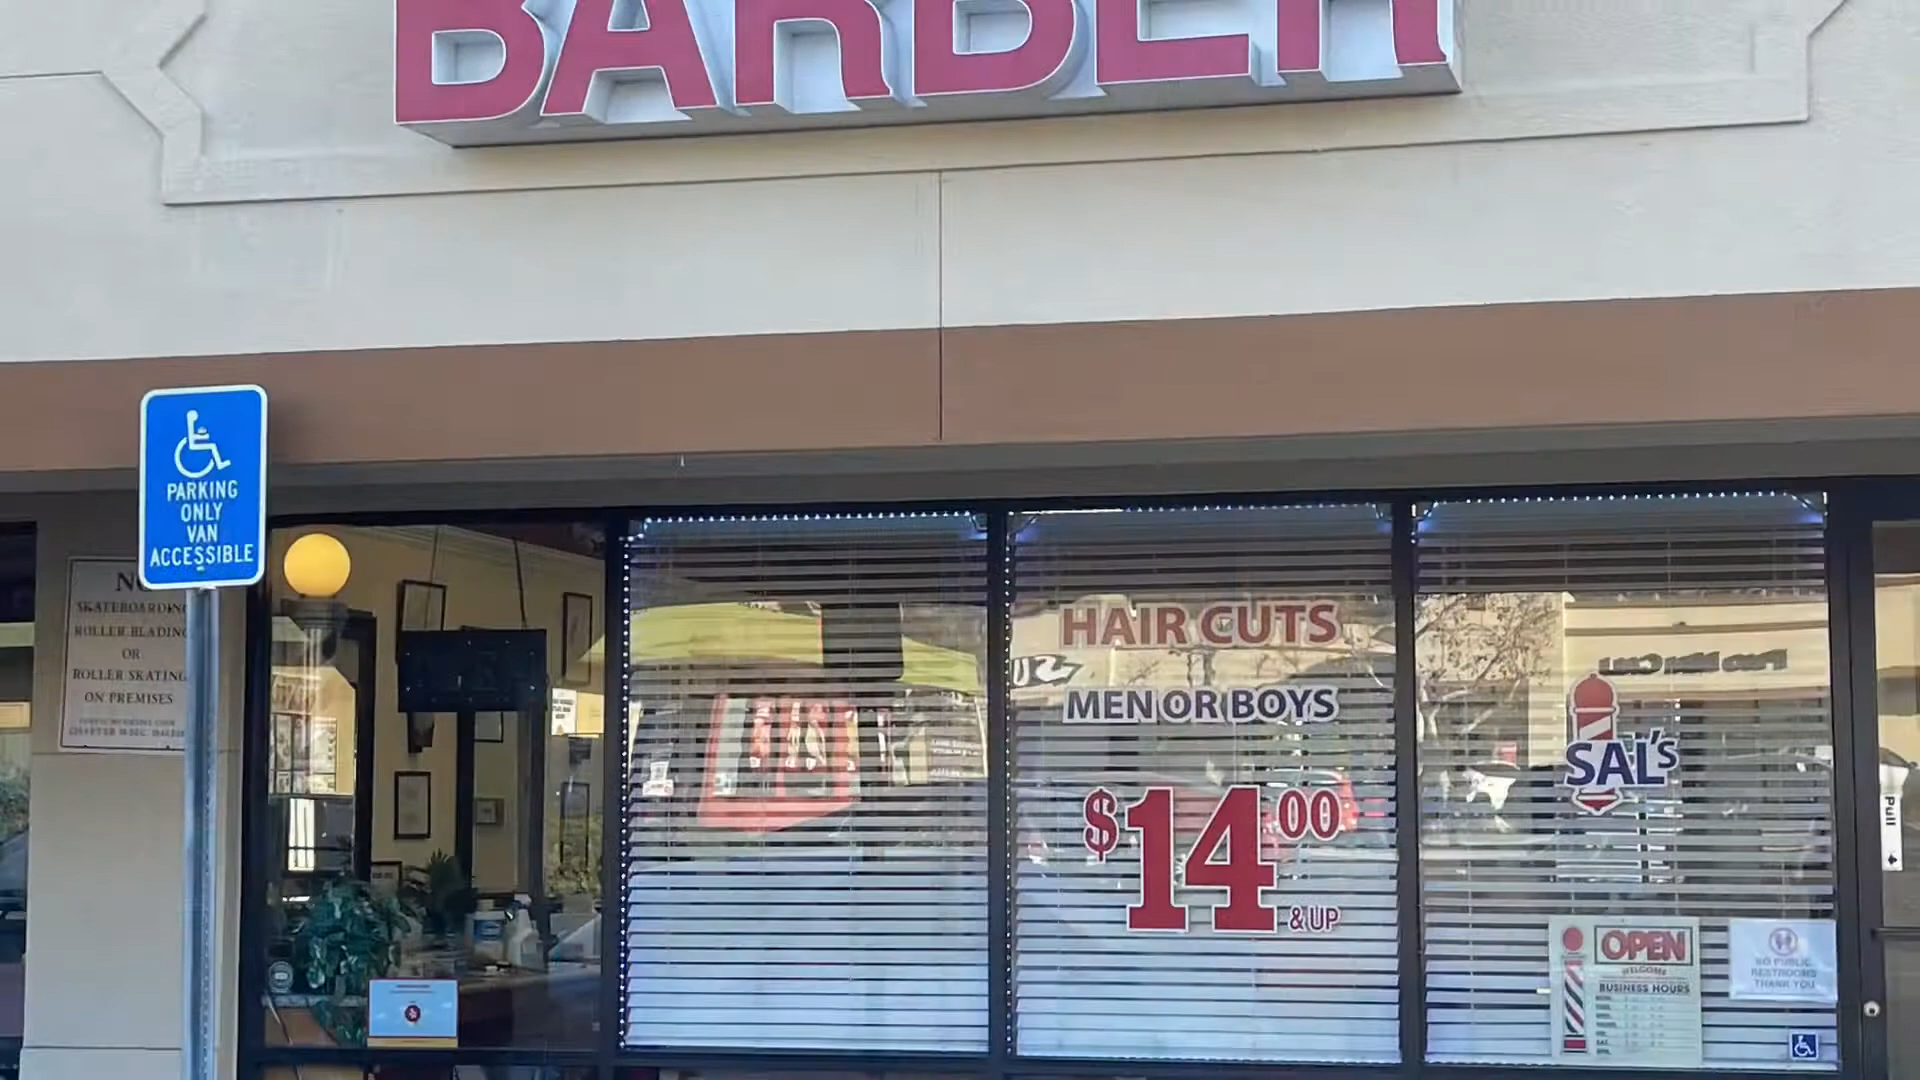 BARBER
PARKING
ONLY
VAN
ACCESSIBLE
SKATEBOARDING
ROLLER BLADING
OR
ROLLER SKATING
ON PREMISES
HAIR CUTS
MEN OR BOYS
$14.00
& UP
SAL'S
Pull
OPEN
WELCOME
BUSINESS HOURS
NO PUBLIC
RESTROOMS
THANK YOU